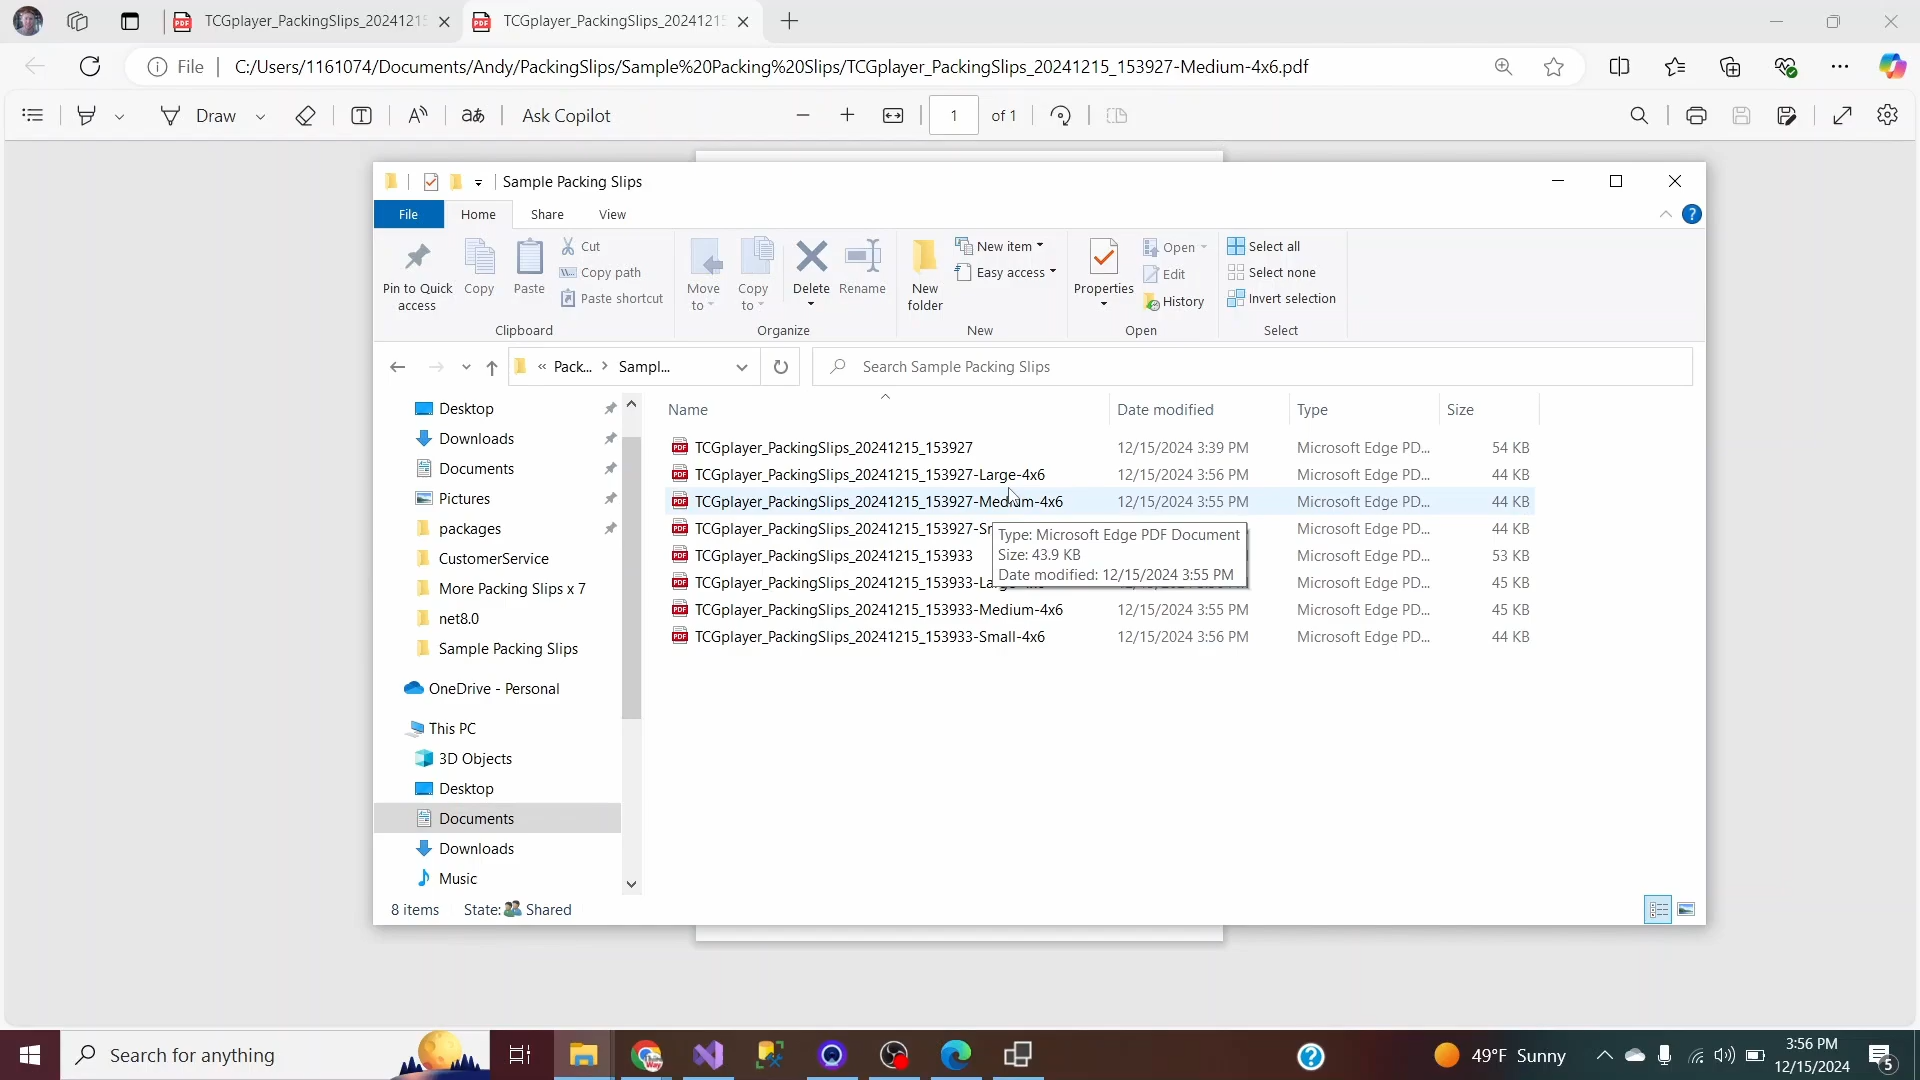 TCGplayer_PackingSlips_20241215
TCGplayer_PackingSlips_20241215
File
C:/Users/1161074/Documents/Andy/PackingSlips/Sample%20Packing%20Slips/TCGplayer_PackingSlips_20241215_153927-Medium-4x6.pdf
Draw
Ask Copilot
1 of 1
Sample Packing Slips
File Home Share View
Pin to Quick access
Copy
Paste
Cut
Copy path
Paste shortcut
Clipboard
Move to
Copy to
Delete
Rename
Organize
New folder
New item
Easy access
New
Properties
Open
Edit
History
Open
Select all
Select none
Invert selection
Select
« Pack... > Sampl...
Search Sample Packing Slips
Desktop
Downloads
Documents
Pictures
packages
CustomerService
More Packing Slips x 7
net8.0
Sample Packing Slips
OneDrive - Personal
This PC
3D Objects
Desktop
Documents
Downloads
Music
Name Date modified Type Size
TCGplayer_PackingSlips_20241215_153927 12/15/2024 3:39 PM Microsoft Edge PD... 54 KB
TCGplayer_PackingSlips_20241215_153927-Large-4x6 12/15/2024 3:56 PM Microsoft Edge PD... 44 KB
TCGplayer_PackingSlips_20241215_153927-Medium-4x6 12/15/2024 3:55 PM Microsoft Edge PD... 44 KB
TCGplayer_PackingSlips_20241215_153927-Sm Microsoft Edge PD... 44 KB
TCGplayer_PackingSlips_20241215_153933 Microsoft Edge PD... 53 KB
TCGplayer_PackingSlips_20241215_153933-La Microsoft Edge PD... 45 KB
TCGplayer_PackingSlips_20241215_153933-Medium-4x6 12/15/2024 3:55 PM Microsoft Edge PD... 45 KB
TCGplayer_PackingSlips_20241215_153933-Small-4x6 12/15/2024 3:56 PM Microsoft Edge PD... 44 KB
Type: Microsoft Edge PDF Document
Size: 43.9 KB
Date modified: 12/15/2024 3:55 PM
8 items State: Shared
Search for anything
49°F Sunny
3:56 PM
12/15/2024
5